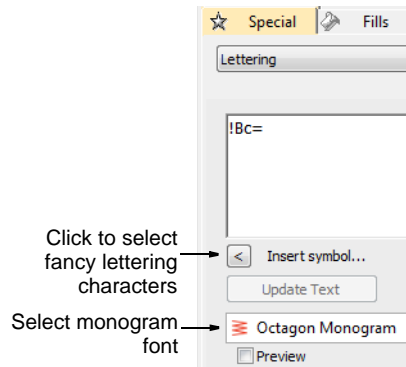 Special
Fills
Lettering
!Bc=
Click to select
fancy lettering
characters
< Insert symbol...
Update Text
Select monogram
font
Octagon Monogram
Preview